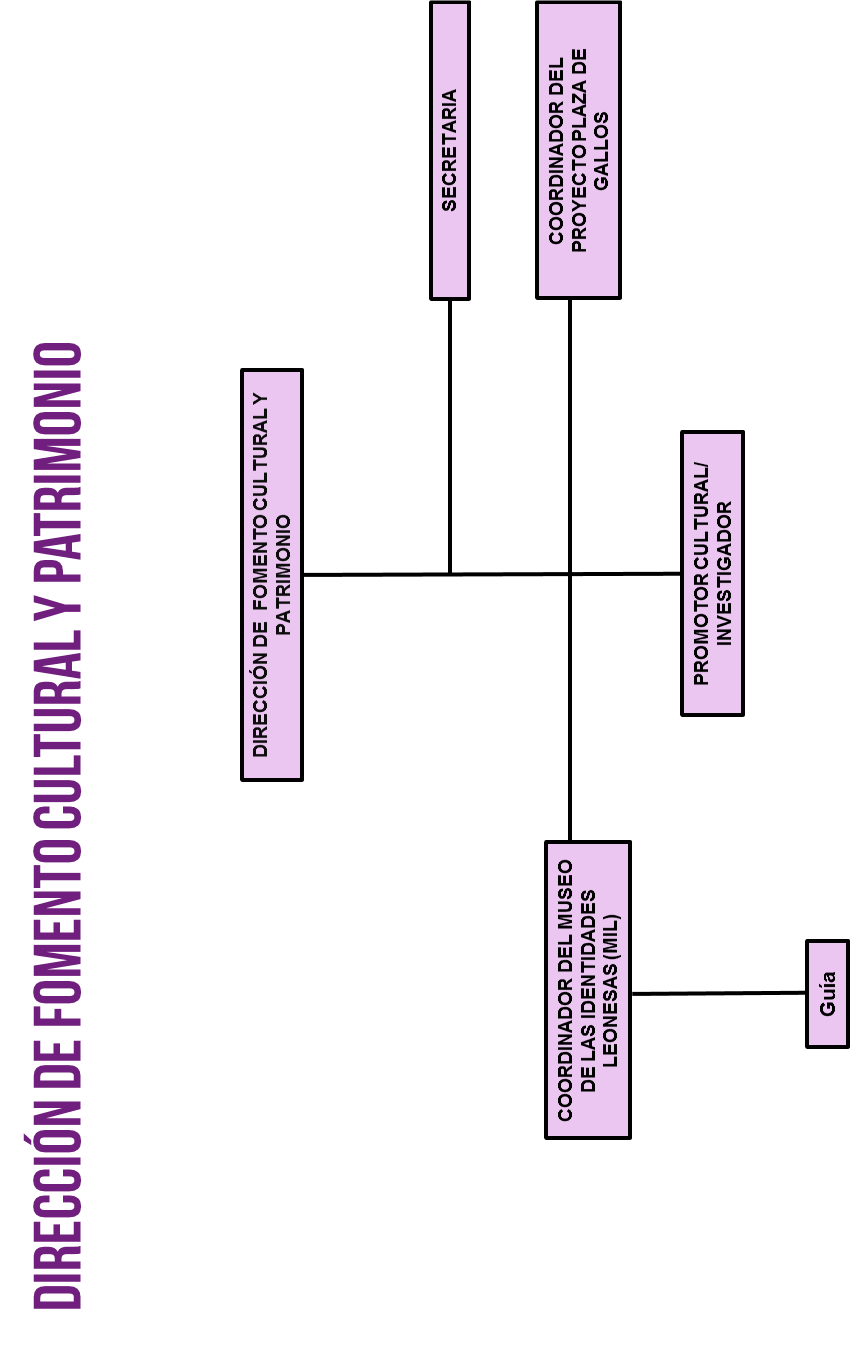 DIRECCIÓN DE FOMENTO CULTURAL Y PATRIMONIO
DIRECCIÓN DE FOMENTO CULTURAL Y
PATRIMONIO
SECRETARIA
COORDINADOR DEL MUSEO
DE LAS IDENTIDADES
LEONESAS (MIL)
COORDINADOR DEL
PROYECTO PLAZA DE
GALLOS
PROMOTOR CULTURAL/
INVESTIGADOR
Guía